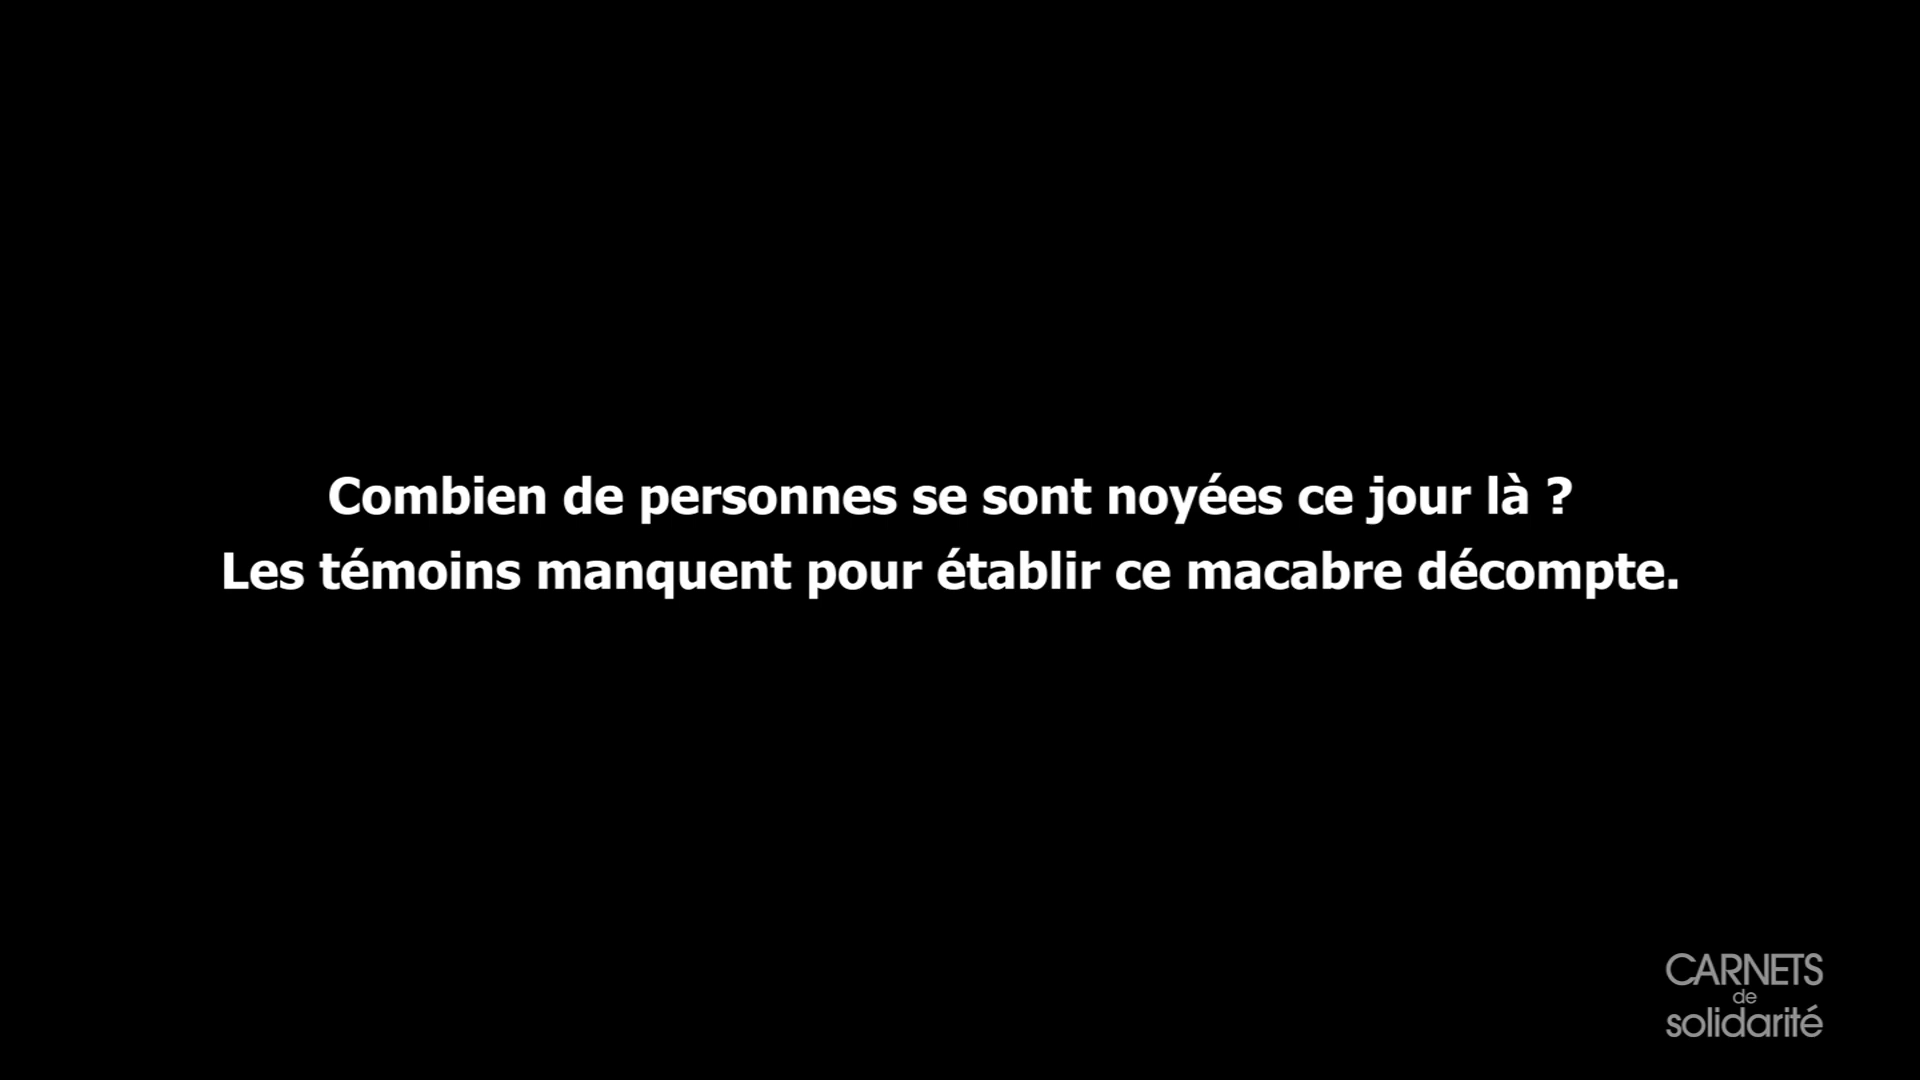 Combien de personnes se sont noyées ce jour là ?
Les témoins manquent pour établir ce macabre décompte.
CARNETS
de
solidarité